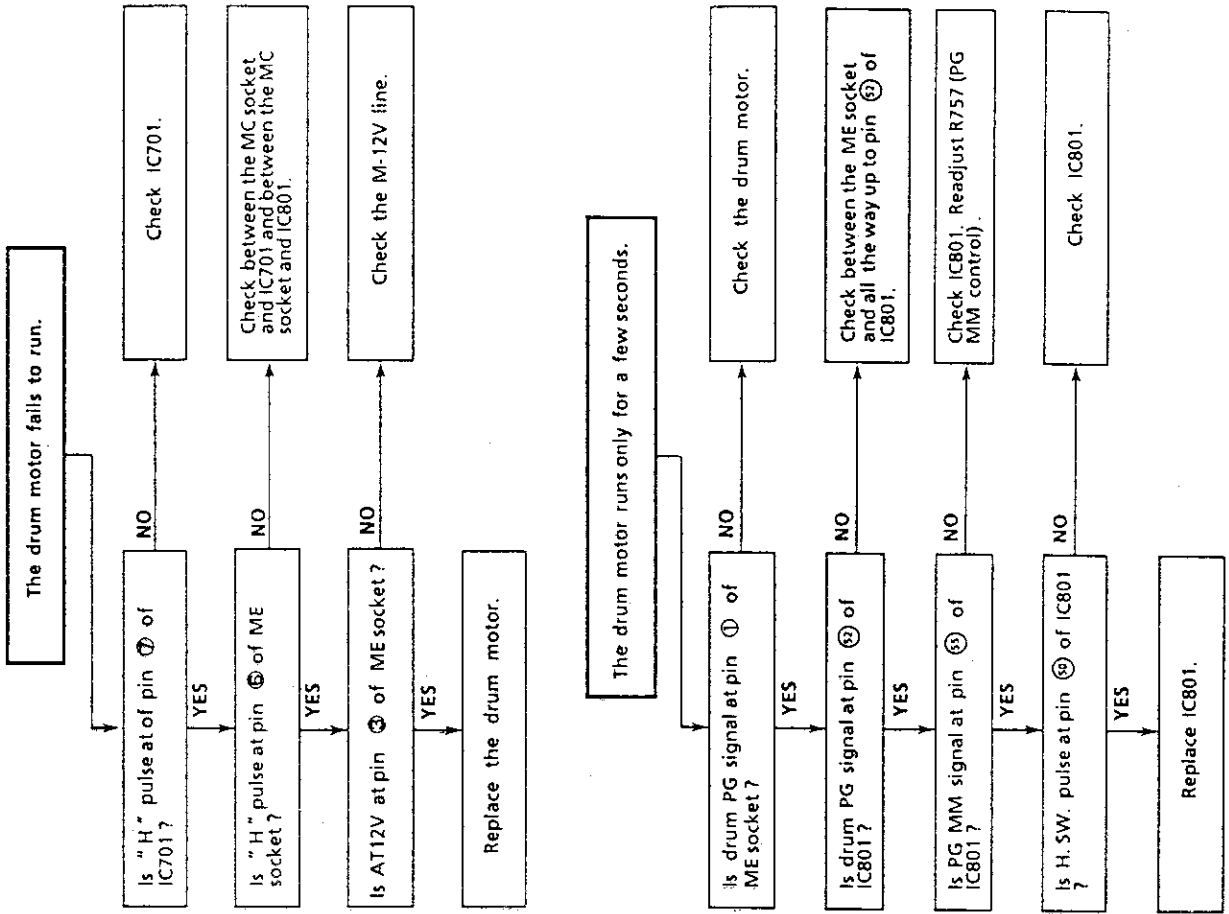 The drum motor fails to run.
Is "H" pulse at of pin ⑦ of
IC701 ?
NO
Check IC701.
YES
Is "H" pulse at pin ⑥ of ME
socket ?
NO
Check between the MC socket
and IC701 and between the MC
socket and IC801.
YES
Is AT12V at pin ③ of ME socket ?
NO
Check the M-12V line.
YES
Replace the drum motor.
The drum motor runs only for a few seconds.
Is drum PG signal at pin ① of
ME socket ?
NO
Check the drum motor.
YES
Is drum PG signal at pin 52 of
IC801 ?
NO
Check between the ME socket
and all the way up to pin 52 of
IC801.
YES
Is PG MM signal at pin 55 of
IC801 ?
NO
Check IC801. Readjust R757 (PG
MM control).
YES
Is H. SW. pulse at pin 50 of IC801
?
NO
Check IC801.
YES
Replace IC801.